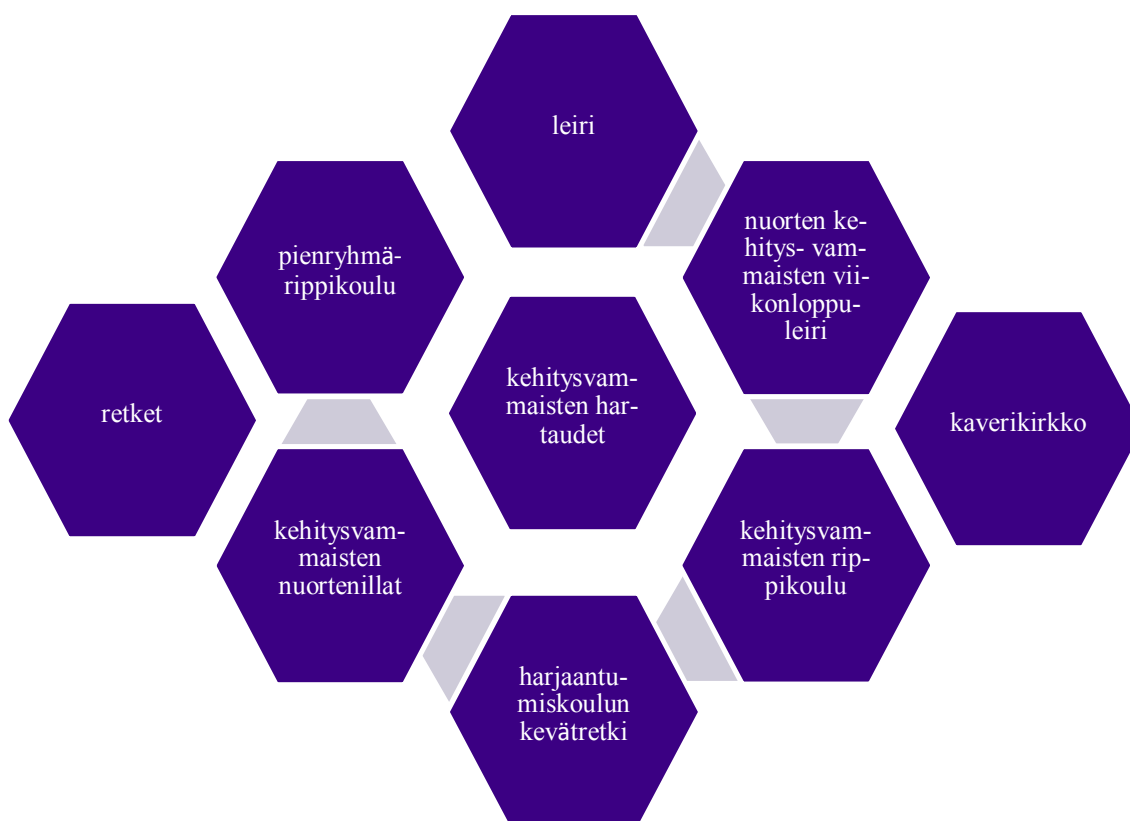 leiri
pienryhmä-
rippikoulu
nuorten ke-
hitys- vam-
maisten vii-
konloppu-
leiri
retket
kehitysvam-
maisten har-
taudet
kaverikirkko
kehitysvam-
maisten
nuortenillat
kehitysvam-
maisten rip-
pikoulu
harjaantu-
miskoulun
kevätretki